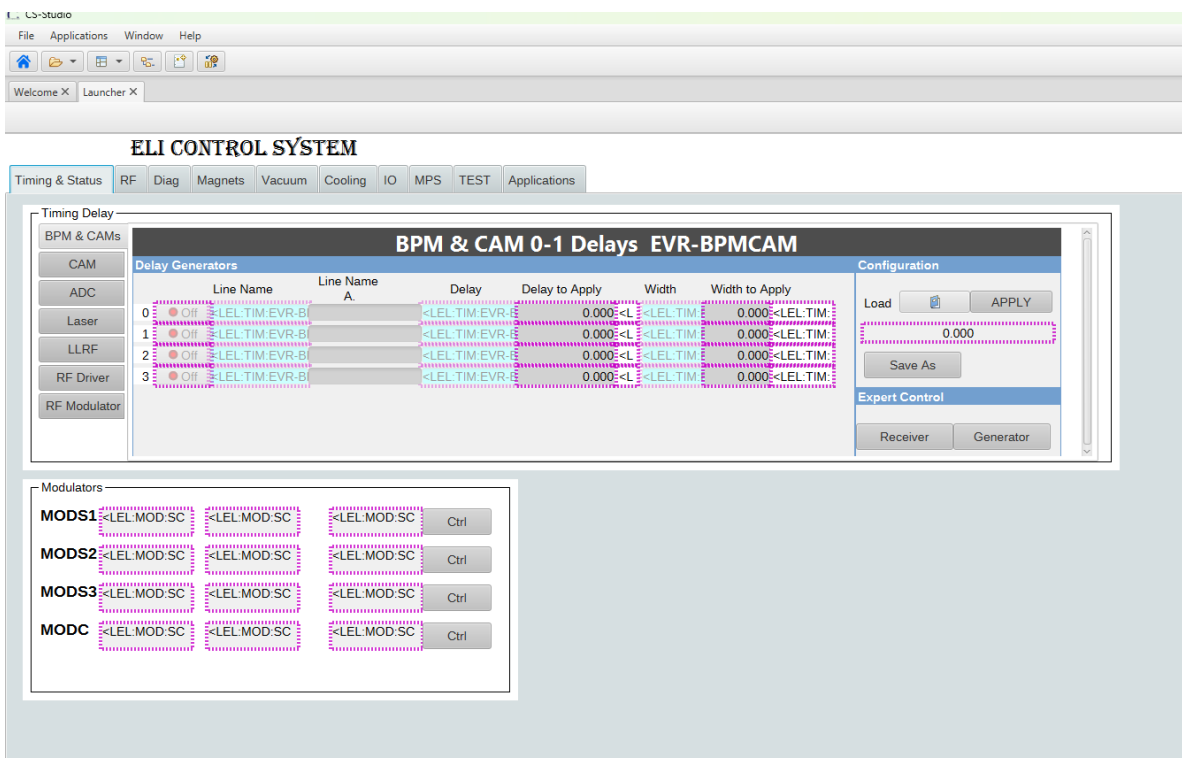 CS-Studio
File Applications Window Help
Welcome X Launcher X
ELI CONTROL SYSTEM
Timing & Status RF Diag Magnets Vacuum Cooling IO MPS TEST Applications
Timing Delay
BPM & CAMs
CAM
ADC
Laser
LLRF
RF Driver
RF Modulator
BPM & CAM 0-1 Delays EVR-BPMCAM
Delay Generators
Line Name Line Name A. Delay Delay to Apply Width Width to Apply
0 Off <LEL:TIM:EVR-B <LEL:TIM:EVR- 0.000 <L <LEL:TIM: 0.000 <LEL:TIM:
1 Off <LEL:TIM:EVR-B <LEL:TIM:EVR- 0.000 <L <LEL:TIM: 0.000 <LEL:TIM:
2 Off <LEL:TIM:EVR-B <LEL:TIM:EVR- 0.000 <L <LEL:TIM: 0.000 <LEL:TIM:
3 Off <LEL:TIM:EVR-B <LEL:TIM:EVR- 0.000 <L <LEL:TIM: 0.000 <LEL:TIM:
Configuration
Load APPLY
0.000
Save As
Expert Control
Receiver Generator
Modulators
MODS1 <LEL:MOD:SC <LEL:MOD:SC <LEL:MOD:SC Ctrl
MODS2 <LEL:MOD:SC <LEL:MOD:SC <LEL:MOD:SC Ctrl
MODS3 <LEL:MOD:SC <LEL:MOD:SC <LEL:MOD:SC Ctrl
MODC <LEL:MOD:SC <LEL:MOD:SC <LEL:MOD:SC Ctrl